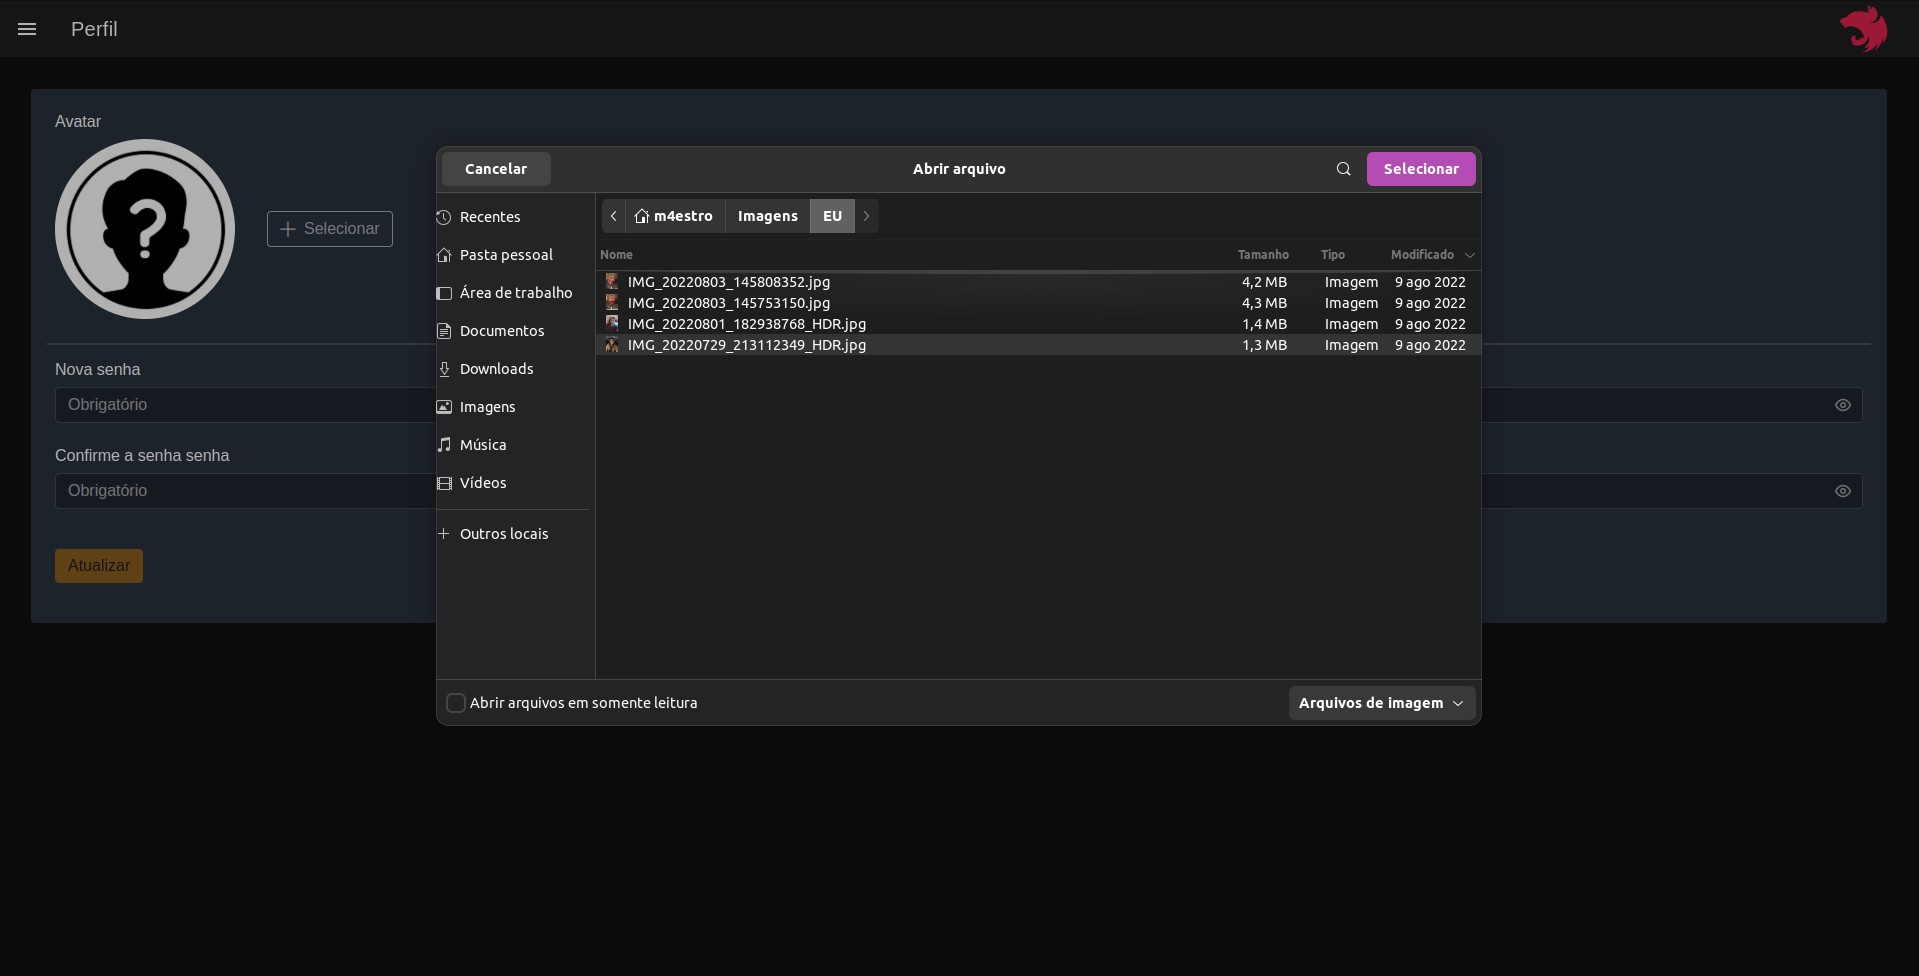 Perfil
Avatar
Selecionar
Nova senha
Obrigatório
Confirme a senha senha
Obrigatório
Atualizar
Cancelar
Abrir arquivo
Selecionar
Recentes
Pasta pessoal
Área de trabalho
Documentos
Downloads
Imagens
Música
Vídeos
Outros locais
m4estro Imagens EU
Nome Tamanho Tipo Modificado
IMG_20220803_145808352.jpg 4,2 MB Imagem 9 ago 2022
IMG_20220803_145753150.jpg 4,3 MB Imagem 9 ago 2022
IMG_20220801_182938768_HDR.jpg 1,4 MB Imagem 9 ago 2022
IMG_20220729_213112349_HDR.jpg 1,3 MB Imagem 9 ago 2022
Abrir arquivos em somente leitura
Arquivos de imagem